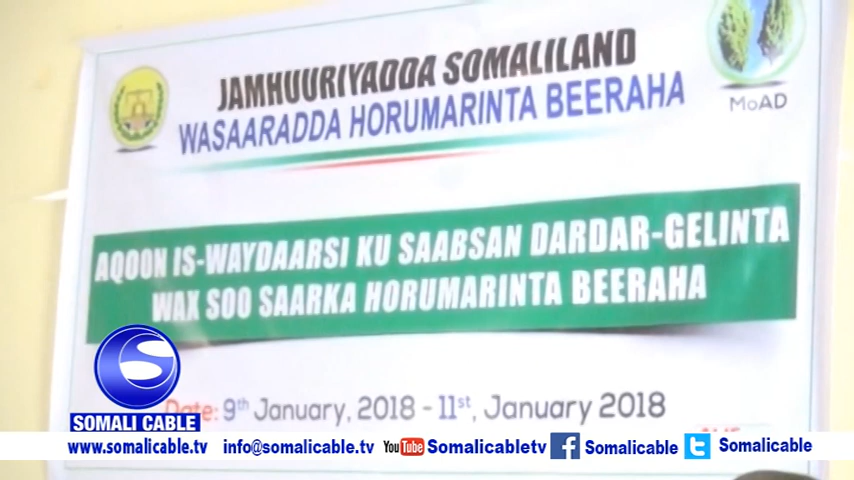 JAMHUURIYADDA SOMALILAND
WASAARADDA HORUMARINTA BEERAHA
MoAD
AQOON IS-WAYDAARSI KU SAABSAN DARDAR-GELINTA
WAX SOO SAARKA HORUMARINTA BEERAHA
Date: 9th January, 2018 - 11st, January 2018
S
SOMALI CABLE
www.somalicable.tv info@somalicable.tv YouTube Somalicabletv f Somalicable Somalicable